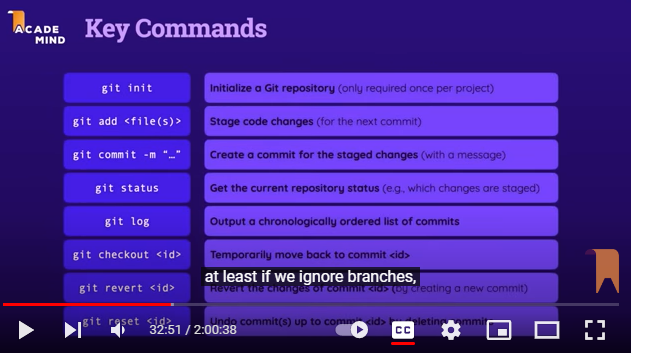 ACADE
MIND
Key Commands
git init
Initialize a Git repository (only required once per project)
git add <file(s)>
Stage code changes (for the next commit)
git commit -m "…"
Create a commit for the staged changes (with a message)
git status
Get the current repository status (e.g., which changes are staged)
git log
Output a chronologically ordered list of commits
git checkout <id>
Temporarily move back to commit <id>
at least if we ignore branches,
git revert <id>
Revert the changes of commit <id> (by creating a new commit)
git reset <id>
Undo commit(s) up to commit <id> by deleting commits
32:51 / 2:00:38
CC